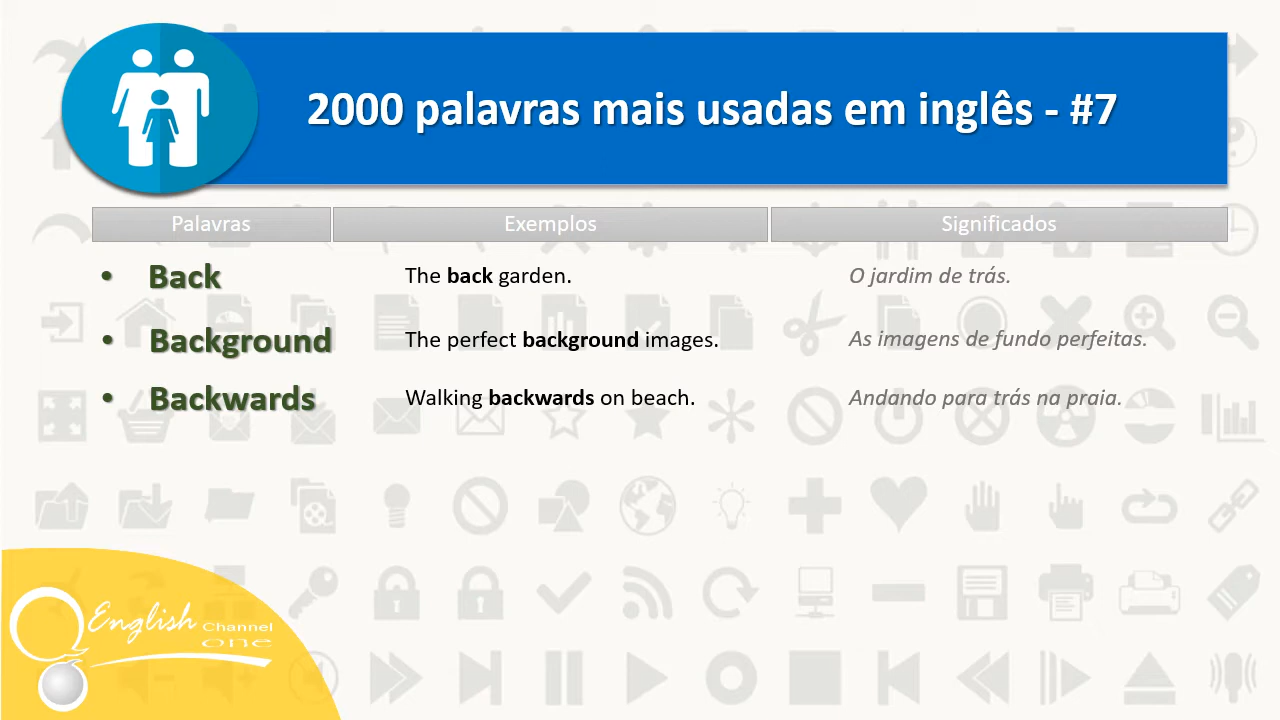 2000 palavras mais usadas em inglês - #7
Palavras Exemplos Significados
• Back The back garden. O jardim de trás.
• Background The perfect background images. As imagens de fundo perfeitas.
• Backwards Walking backwards on beach. Andando para trás na praia.
English Channel
one